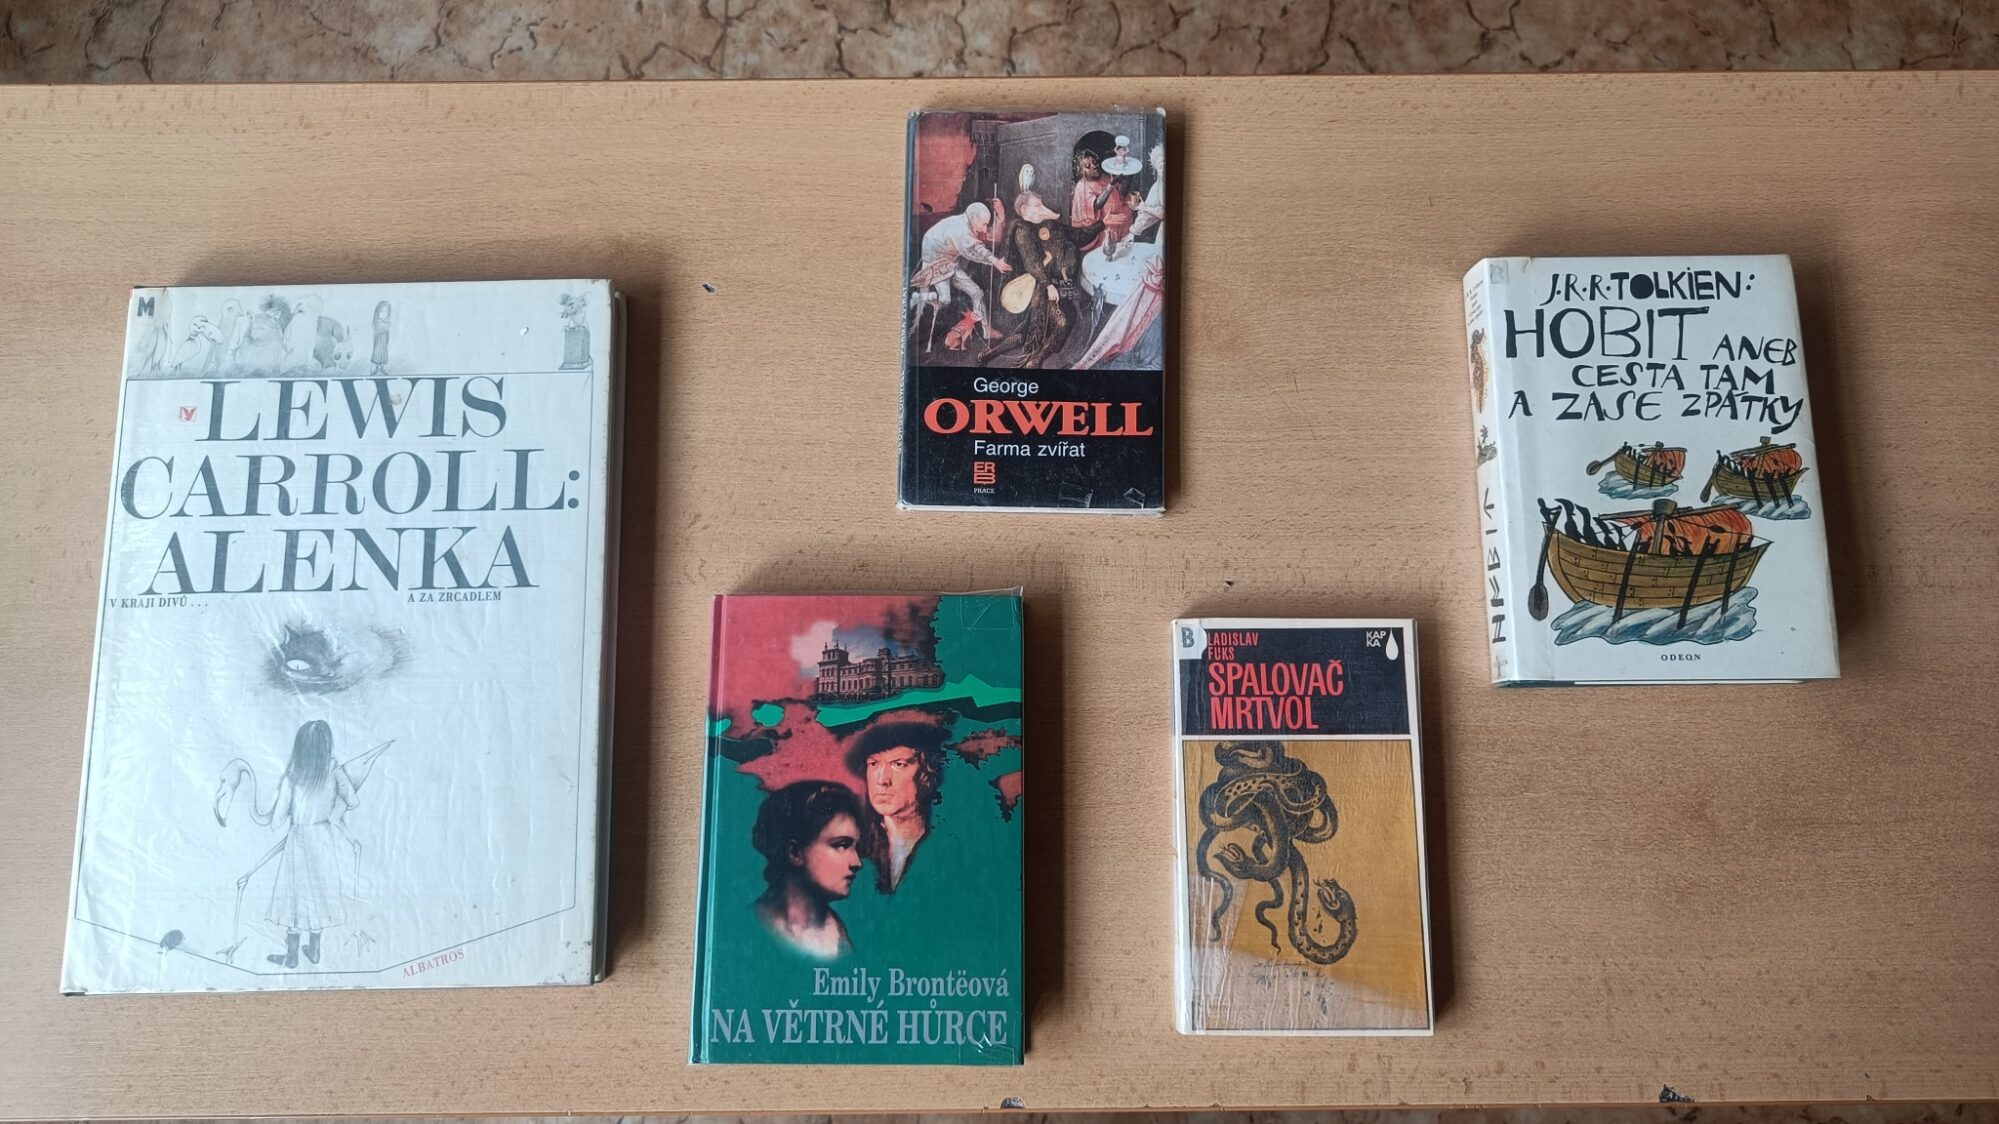 M
LEWIS
CARROLL:
ALENKA
V KRAJI DIVŮ... A ZA ZRCADLEM
ALBATROS
George
ORWELL
Farma zvířat
ERB
PRÁCE
Emily Brontëová
NA VĚTRNÉ HŮRCE
B
LADISLAV
FUKS
SPALOVAČ
MRTVOL
KAP
KA
J.R.R.TOLKIEN:
HOBIT ANEB
CESTA TAM
A ZASE ZPÁTKY
ODEON